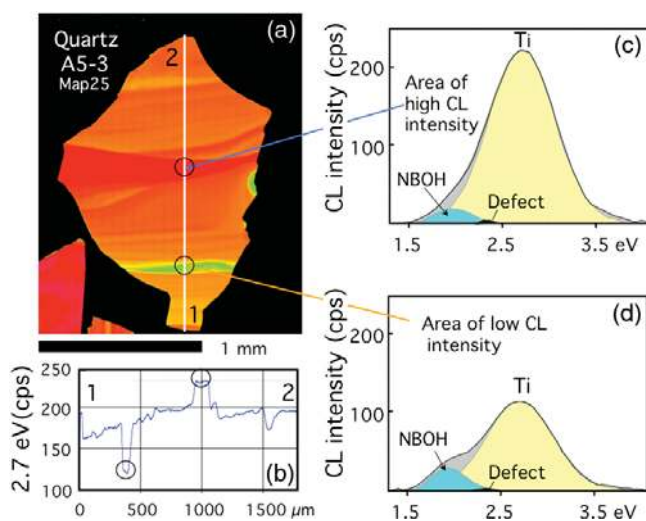 (a)
Quartz
A5-3
Map25
2
1
1 mm
2.7 eV(cps)
250
200
150
100
1
2
(b)
0
500
1000
1500
μm
Area of
high CL
intensity
Area of low CL
intensity
(c)
CL intensity (cps)
200
100
Ti
NBOH
Defect
1.5
2.5
3.5 eV
(d)
CL intensity (cps)
200
100
Ti
NBOH
Defect
1.5
2.5
3.5 eV